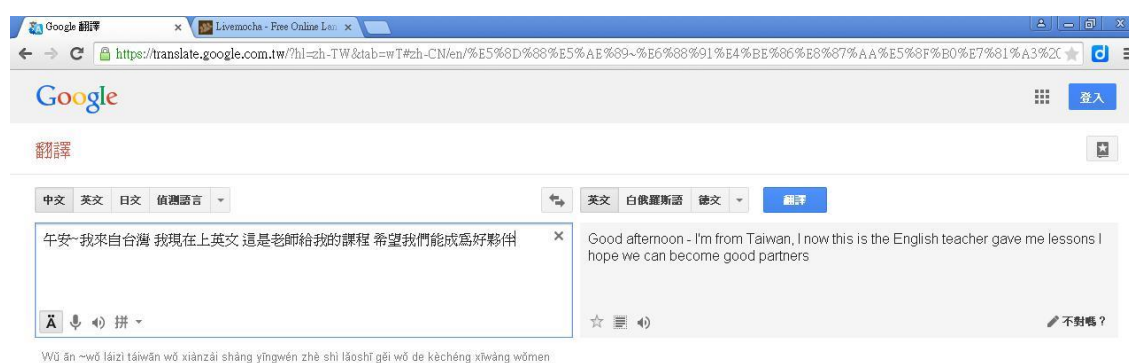 Google 翻譯
Livemocha - Free Online Lan
https://translate.google.com.tw/?hl=zh-TW&tab=wT#zh-CN/en/%E5%8D%88%E5%AE%89~%E6%88%91%E4%BE%86%E8%87%AA%E5%8F%B0%E7%81%A3%2C
Google
登入
翻譯
中文 英文 日文 偵測語言
英文 白俄羅斯語 德文 翻譯
午安~我來自台灣 我現在上英文 這是老師給我的課程 希望我們能成為好夥伴
Good afternoon - I'm from Taiwan, I now this is the English teacher gave me lessons I
hope we can become good partners
Ä 拼
不對嗎？
Wǔ ān ~wǒ láizì táiwān wǒ xiànzài shàng yīngwén zhè shì lǎoshī gěi wǒ de kèchéng xīwàng wǒmen